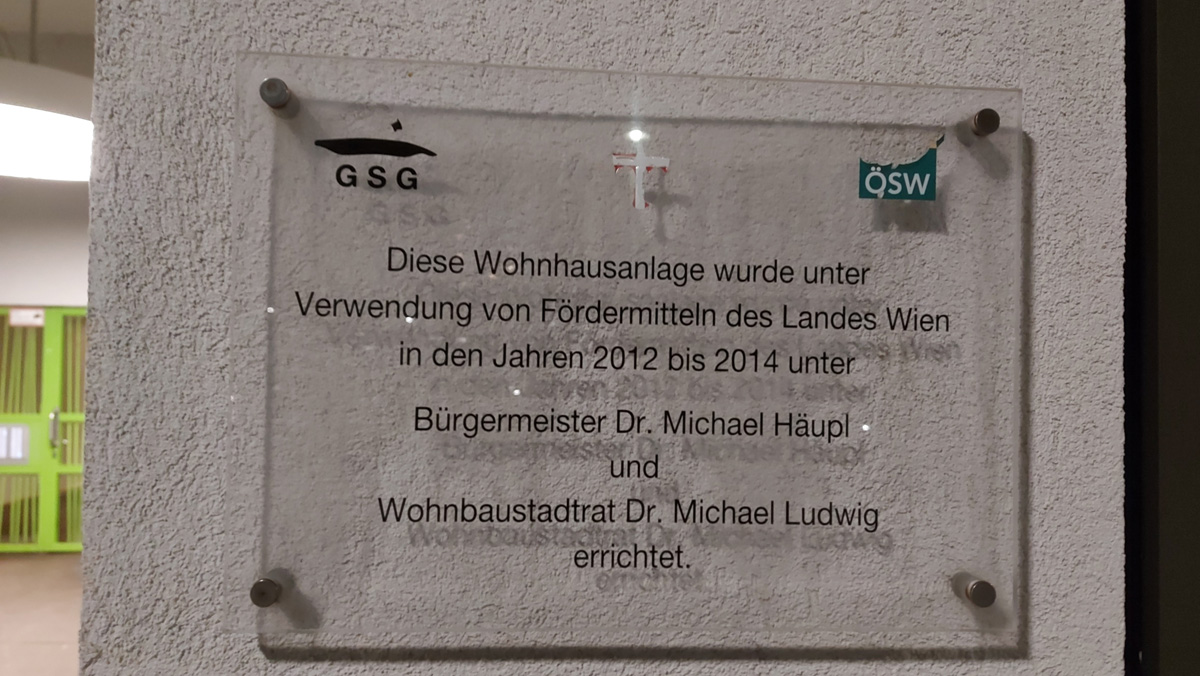 GSG
ÖSW
Diese Wohnhausanlage wurde unter
Verwendung von Fördermitteln des Landes Wien
in den Jahren 2012 bis 2014 unter
Bürgermeister Dr. Michael Häupl
und
Wohnbaustadtrat Dr. Michael Ludwig
errichtet.